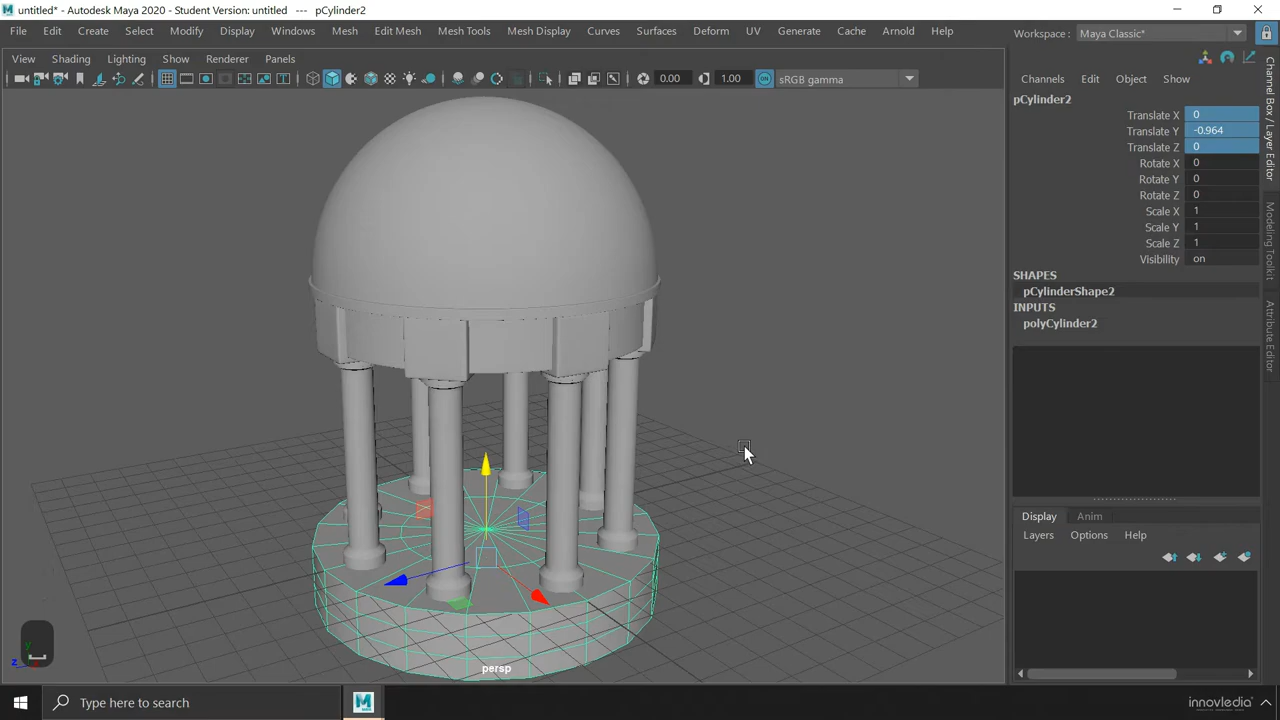 untitled* - Autodesk Maya 2020 - Student Version: untitled --- pCylinder2
File Edit Create Select Modify Display Windows Mesh Edit Mesh Mesh Tools Mesh Display Curves Surfaces Deform UV Generate Cache Arnold Help
Workspace : Maya Classic*
View Shading Lighting Show Renderer Panels
0.00 1.00 ON sRGB gamma
Channels Edit Object Show
pCylinder2
Translate X 0
Translate Y -0.964
Translate Z 0
Rotate X 0
Rotate Y 0
Rotate Z 0
Scale X 1
Scale Y 1
Scale Z 1
Visibility on
SHAPES
pCylinderShape2
INPUTS
polyCylinder2
Channel Box / Layer Editor
Modeling Toolkit
Attribute Editor
Display Anim
Layers Options Help
y
z
persp
Type here to search
innovledia